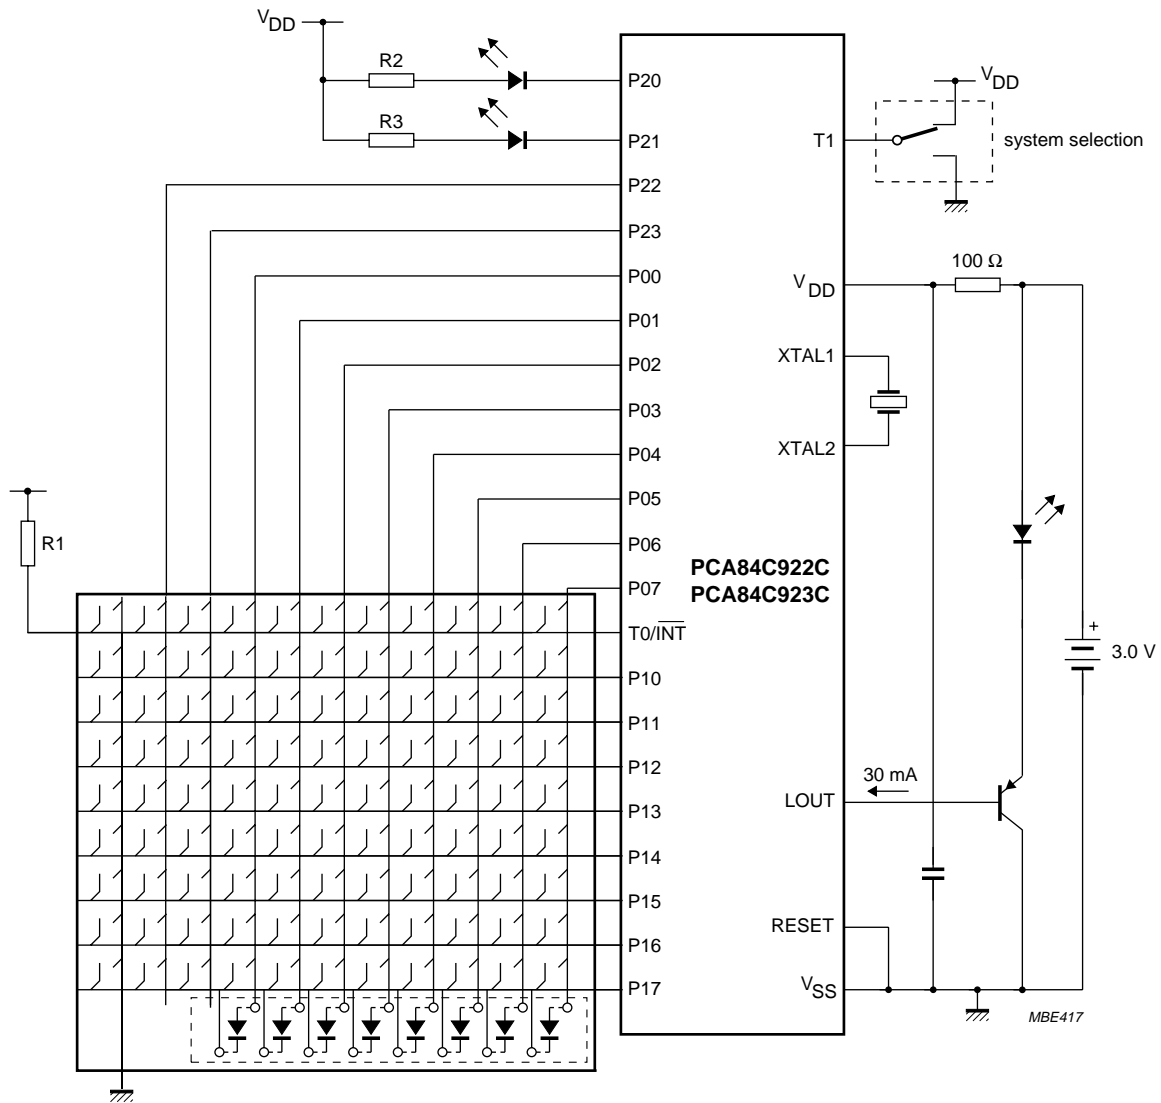 VDD
R2
P20
R3
P21
P22
P23
P00
P01
P02
P03
P04
P05
P06
P07
R1
T0/INT
P10
P11
P12
P13
P14
P15
P16
P17
PCA84C922C
PCA84C923C
T1
VDD
system selection
VDD
100 Ω
XTAL1
XTAL2
+
3.0 V
30 mA
LOUT
RESET
VSS
MBE417